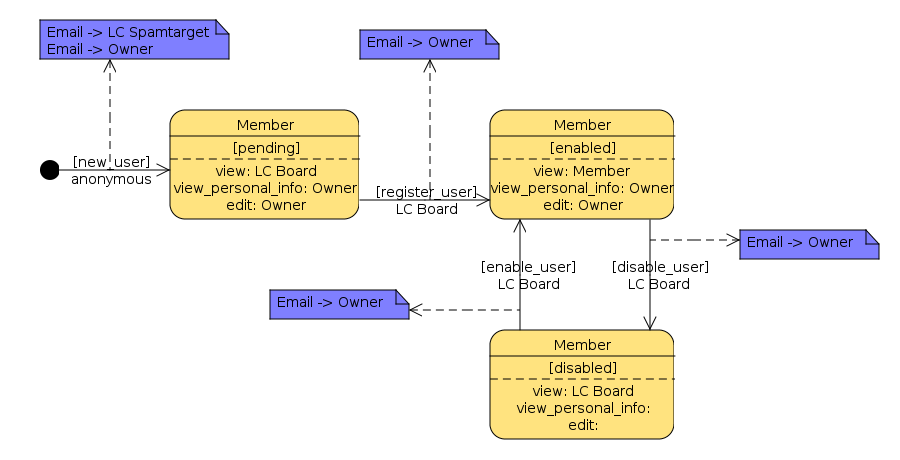 Email -> LC Spamtarget
Email -> Owner
Email -> Owner
Member
[pending]
view: LC Board
view_personal_info: Owner
edit: Owner
Member
[enabled]
view: Member
view_personal_info: Owner
edit: Owner
[new_user]
anonymous
[register_user]
LC Board
Email -> Owner
[enable_user]
LC Board
[disable_user]
LC Board
Email -> Owner
Member
[disabled]
view: LC Board
view_personal_info:
edit: